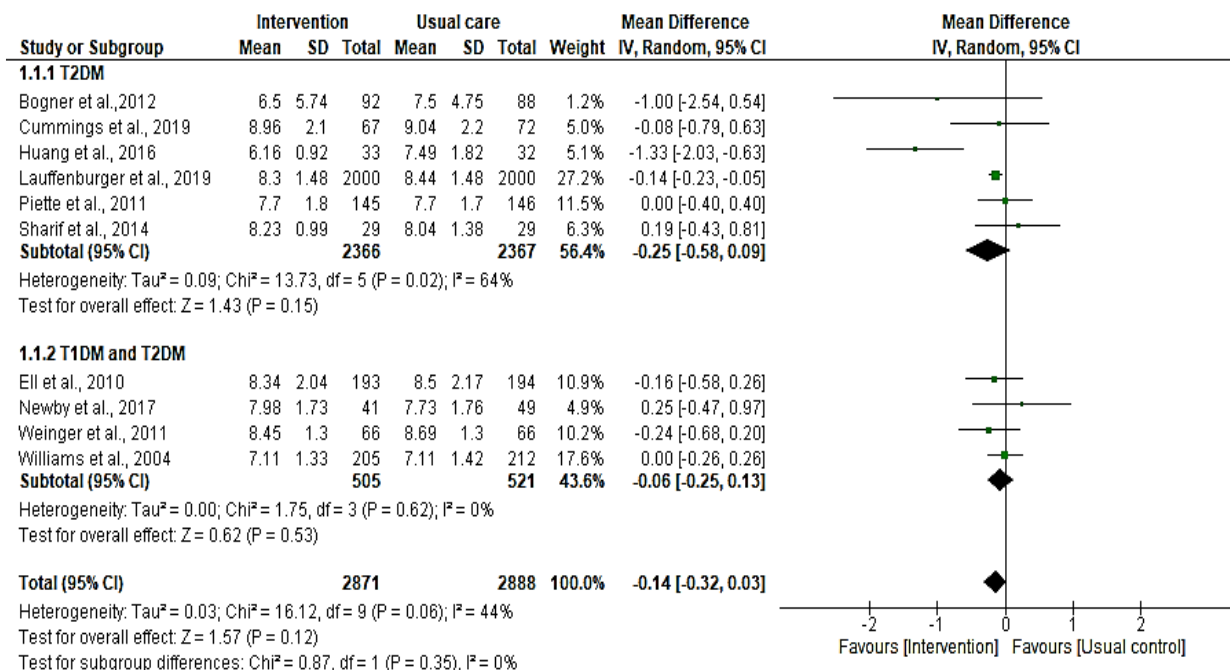 Intervention Usual care Mean Difference Mean Difference
Study or Subgroup Mean SD Total Mean SD Total Weight IV, Random, 95% CI IV, Random, 95% CI
1.1.1 T2DM
Bogner et al.,2012 6.5 5.74 92 7.5 4.75 88 1.2% -1.00 [-2.54, 0.54]
Cummings et al., 2019 8.96 2.1 67 9.04 2.2 72 5.0% -0.08 [-0.79, 0.63]
Huang et al., 2016 6.16 0.92 33 7.49 1.82 32 5.1% -1.33 [-2.03, -0.63]
Lauffenburger et al., 2019 8.3 1.48 2000 8.44 1.48 2000 27.2% -0.14 [-0.23, -0.05]
Piette et al., 2011 7.7 1.8 145 7.7 1.7 146 11.5% 0.00 [-0.40, 0.40]
Sharif et al., 2014 8.23 0.99 29 8.04 1.38 29 6.3% 0.19 [-0.43, 0.81]
Subtotal (95% CI) 2366 2367 56.4% -0.25 [-0.58, 0.09]
Heterogeneity: Tau² = 0.09; Chi² = 13.73, df = 5 (P = 0.02); I² = 64%
Test for overall effect: Z = 1.43 (P = 0.15)
1.1.2 T1DM and T2DM
Ell et al., 2010 8.34 2.04 193 8.5 2.17 194 10.9% -0.16 [-0.58, 0.26]
Newby et al., 2017 7.98 1.73 41 7.73 1.76 49 4.9% 0.25 [-0.47, 0.97]
Weinger et al., 2011 8.45 1.3 66 8.69 1.3 66 10.2% -0.24 [-0.68, 0.20]
Williams et al., 2004 7.11 1.33 205 7.11 1.42 212 17.6% 0.00 [-0.26, 0.26]
Subtotal (95% CI) 505 521 43.6% -0.06 [-0.25, 0.13]
Heterogeneity: Tau² = 0.00; Chi² = 1.75, df = 3 (P = 0.62); I² = 0%
Test for overall effect: Z = 0.62 (P = 0.53)
Total (95% CI) 2871 2888 100.0% -0.14 [-0.32, 0.03]
Heterogeneity: Tau² = 0.03; Chi² = 16.12, df = 9 (P = 0.06); I² = 44%
Test for overall effect: Z = 1.57 (P = 0.12)
Test for subgroup differences: Chi² = 0.87, df = 1 (P = 0.35), I² = 0%
-2 -1 0 1 2
Favours [Intervention] Favours [Usual control]